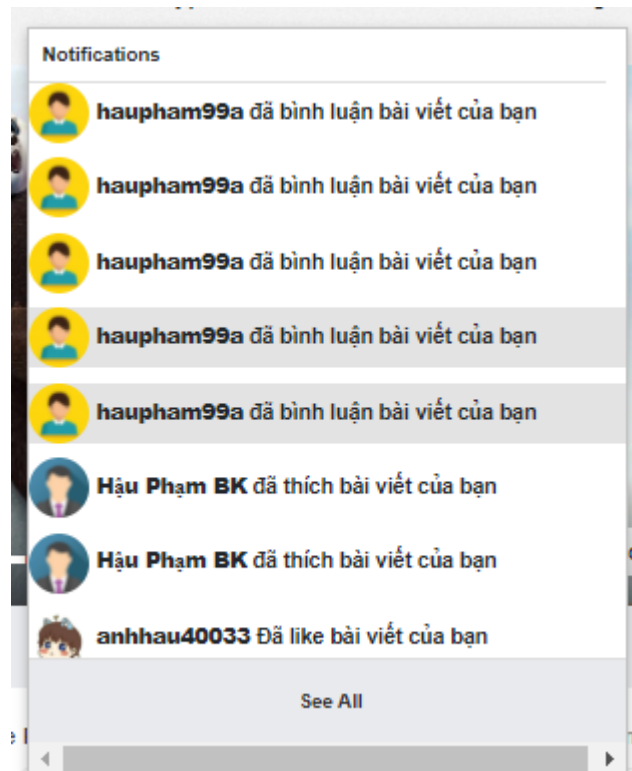 Notifications
haupham99a đã bình luận bài viết của bạn
haupham99a đã bình luận bài viết của bạn
haupham99a đã bình luận bài viết của bạn
haupham99a đã bình luận bài viết của bạn
haupham99a đã bình luận bài viết của bạn
Hậu Phạm BK đã thích bài viết của bạn
Hậu Phạm BK đã thích bài viết của bạn
anhhau40033 Đã like bài viết của bạn
See All